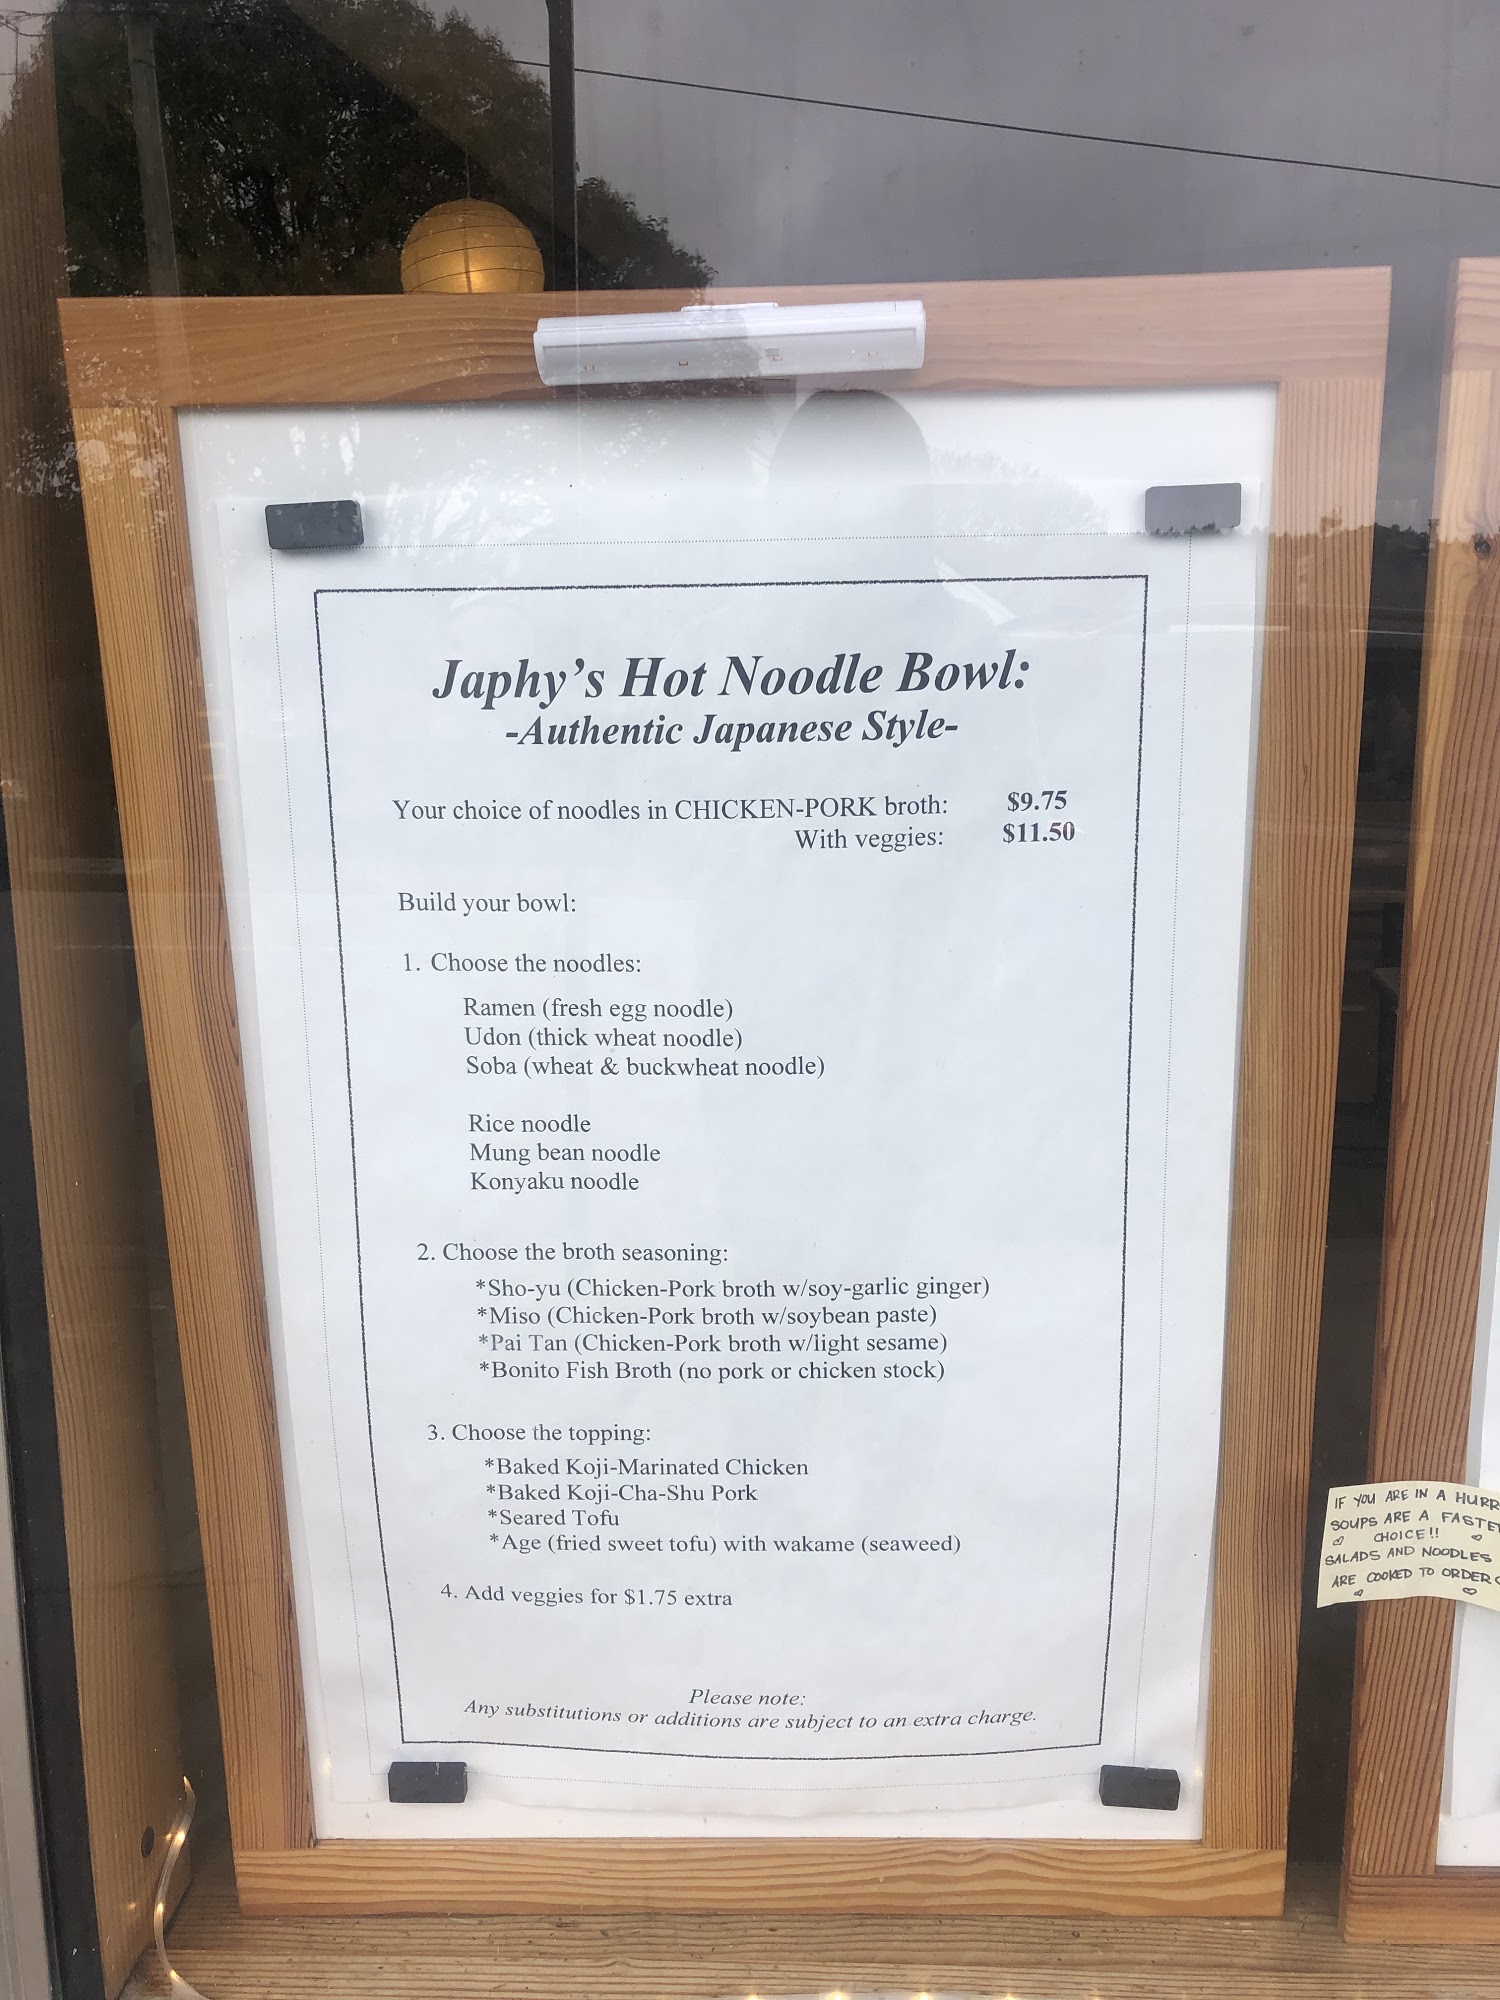 Japhy's Hot Noodle Bowl:
-Authentic Japanese Style-
Your choice of noodles in CHICKEN-PORK broth: $9.75
With veggies: $11.50
Build your bowl:
1. Choose the noodles:
Ramen (fresh egg noodle)
Udon (thick wheat noodle)
Soba (wheat & buckwheat noodle)
Rice noodle
Mung bean noodle
Konyaku noodle
2. Choose the broth seasoning:
*Sho-yu (Chicken-Pork broth w/soy-garlic ginger)
*Miso (Chicken-Pork broth w/soybean paste)
*Pai Tan (Chicken-Pork broth w/light sesame)
*Bonito Fish Broth (no pork or chicken stock)
3. Choose the topping:
*Baked Koji-Marinated Chicken
*Baked Koji-Cha-Shu Pork
*Seared Tofu
*Age (fried sweet tofu) with wakame (seaweed)
4. Add veggies for $1.75 extra
Please note:
Any substitutions or additions are subject to an extra charge.
IF YOU ARE IN A
SOUPS ARE A
CHOICE!!
SALADS AND NOODLES
ARE COOKED TO ORDER